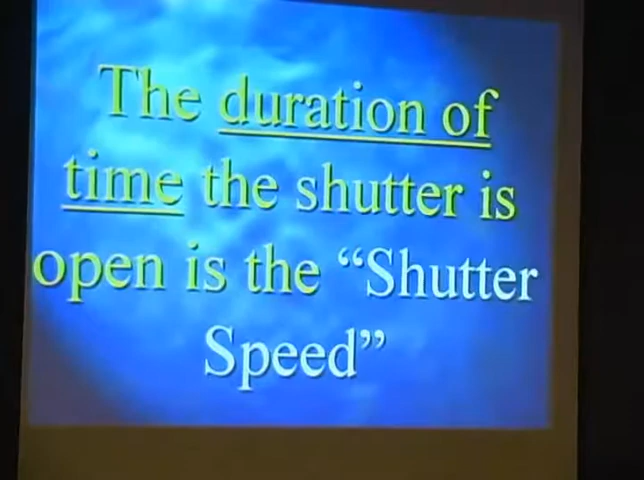 The duration of
time the shutter is
open is the “Shutter
Speed”